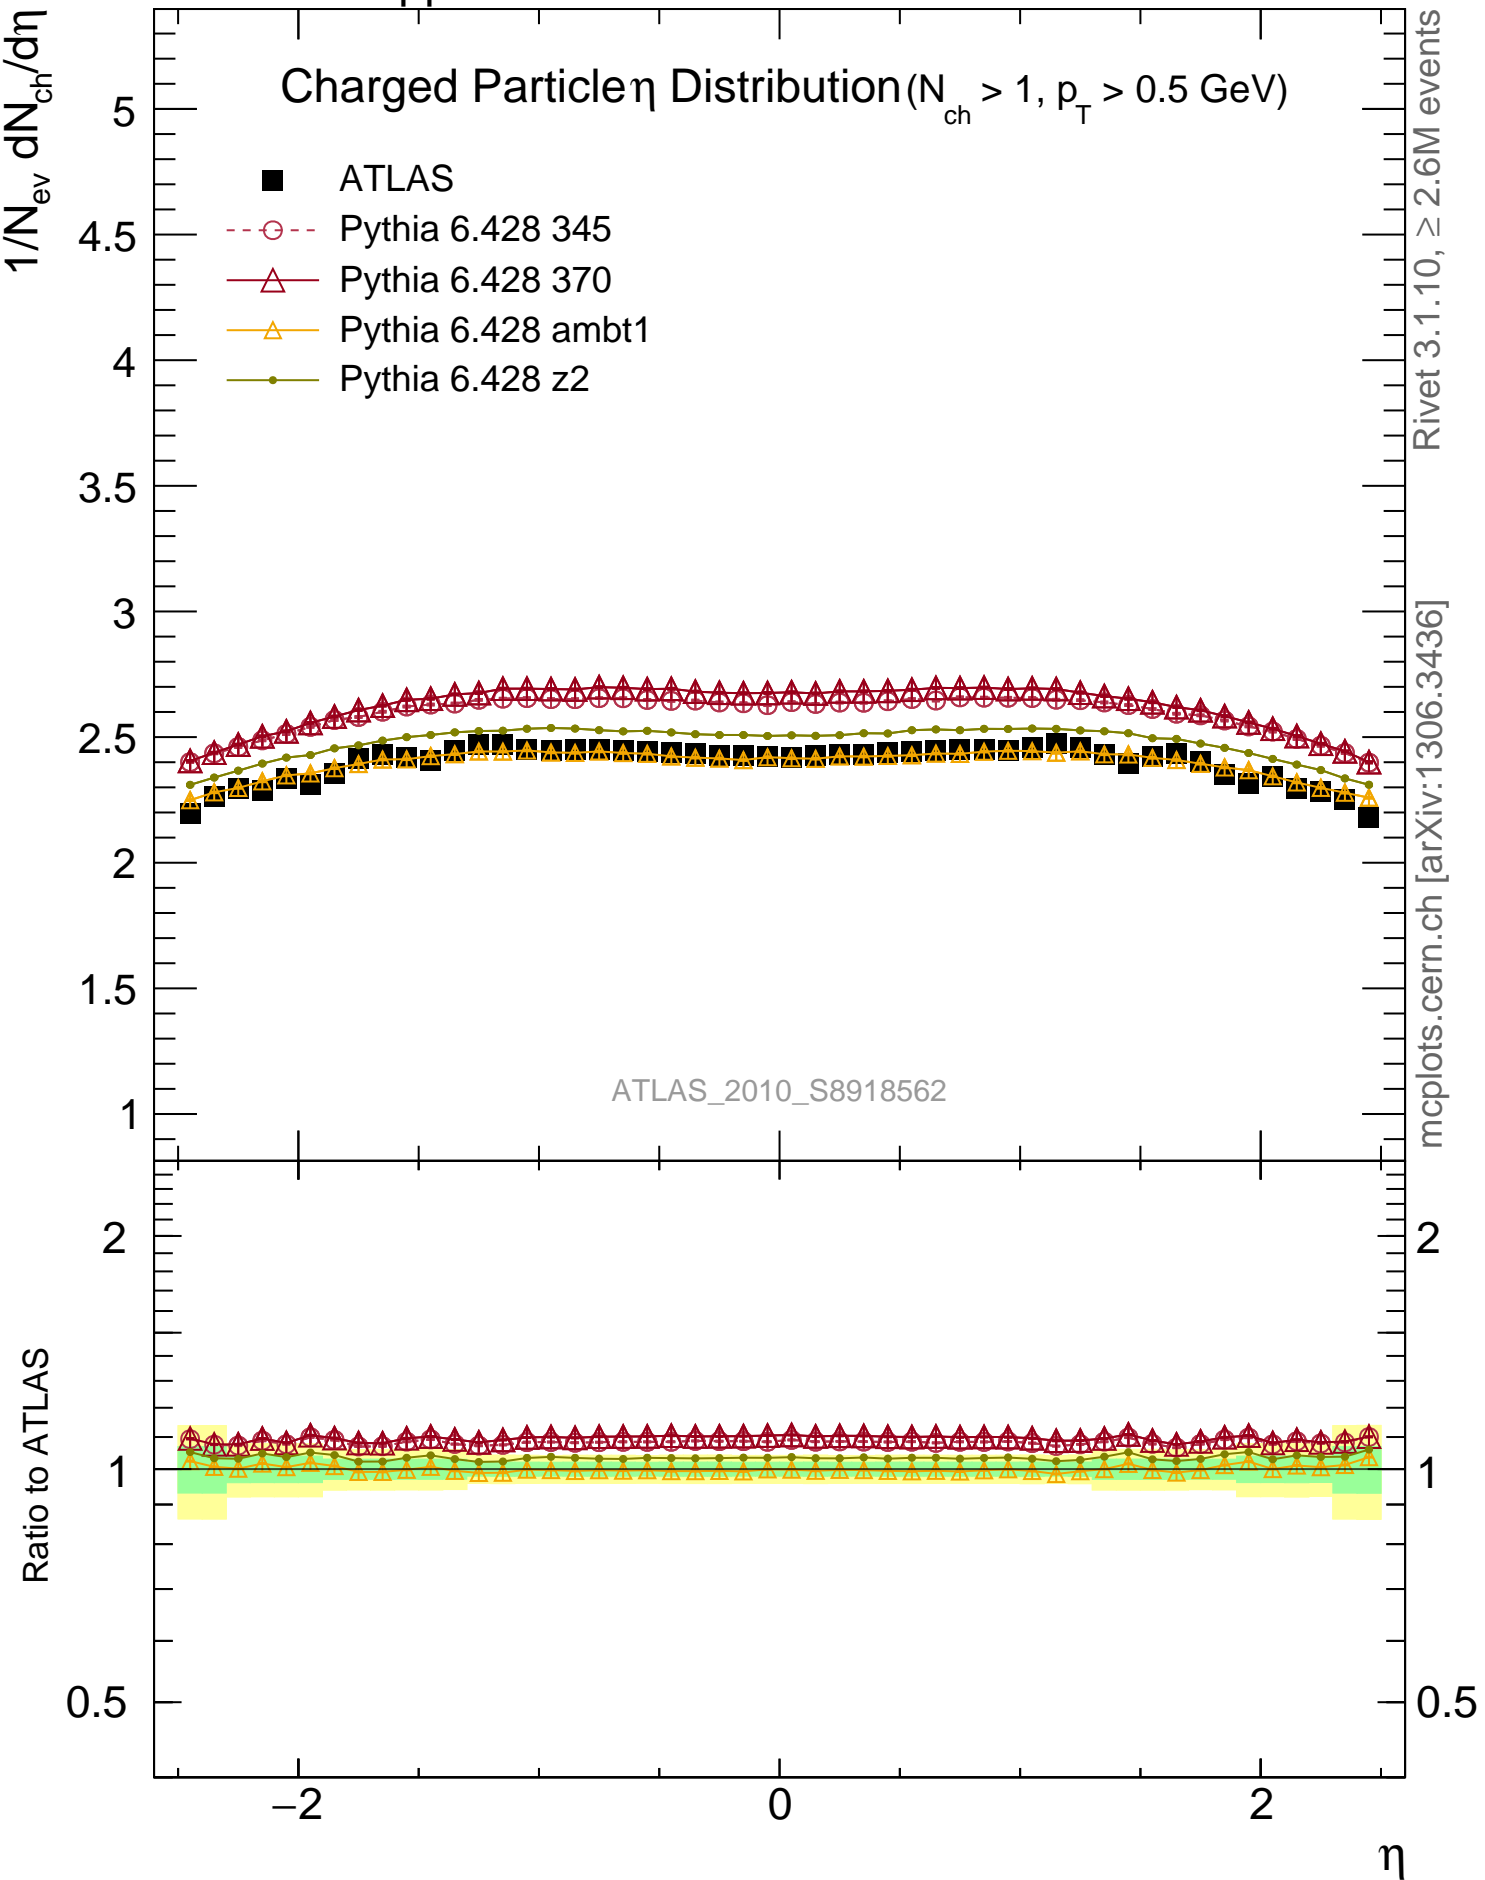 1/N_ev dN_ch/dη
Charged Particle η Distribution (N_ch > 1, p_T > 0.5 GeV)
ATLAS
Pythia 6.428 345
Pythia 6.428 370
Pythia 6.428 ambt1
Pythia 6.428 z2
5
4.5
4
3.5
3
2.5
2
1.5
1
ATLAS_2010_S8918562
Rivet 3.1.10, ≥ 2.6M events
mcplots.cern.ch [arXiv:1306.3436]
Ratio to ATLAS
2
1
0.5
2
1
0.5
−2
0
2
η